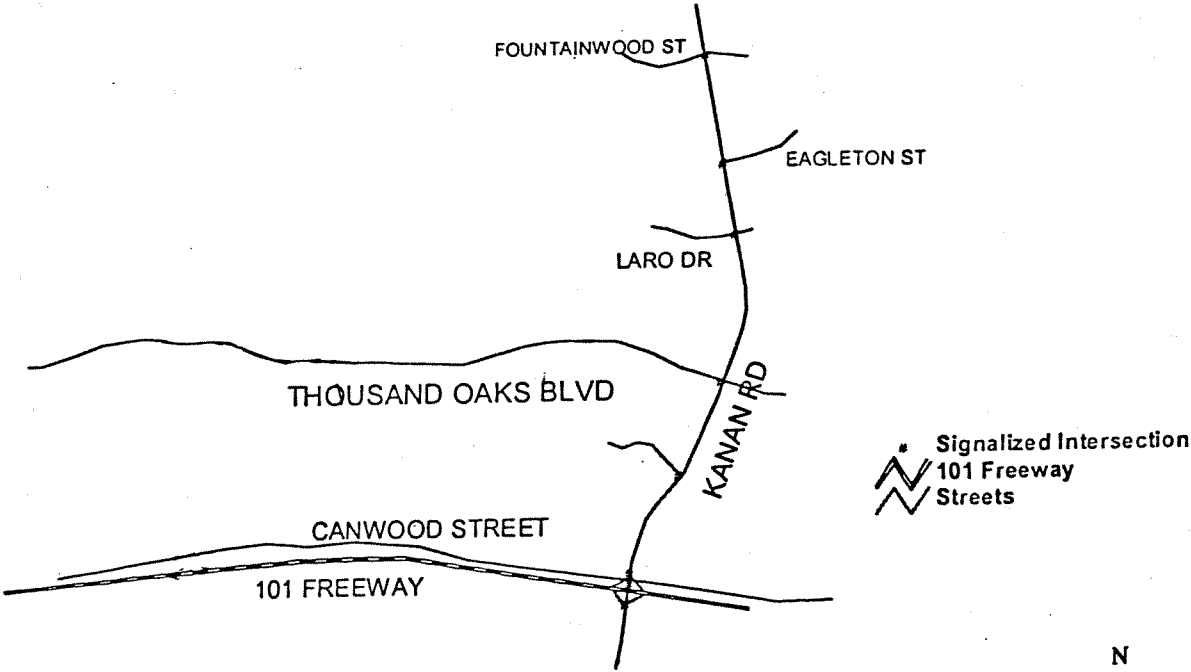 FOUNTAINWOOD ST
EAGLETON ST
LARO DR
THOUSAND OAKS BLVD
KANAN RD
Signalized Intersection
101 Freeway
Streets
CANWOOD STREET
101 FREEWAY
N